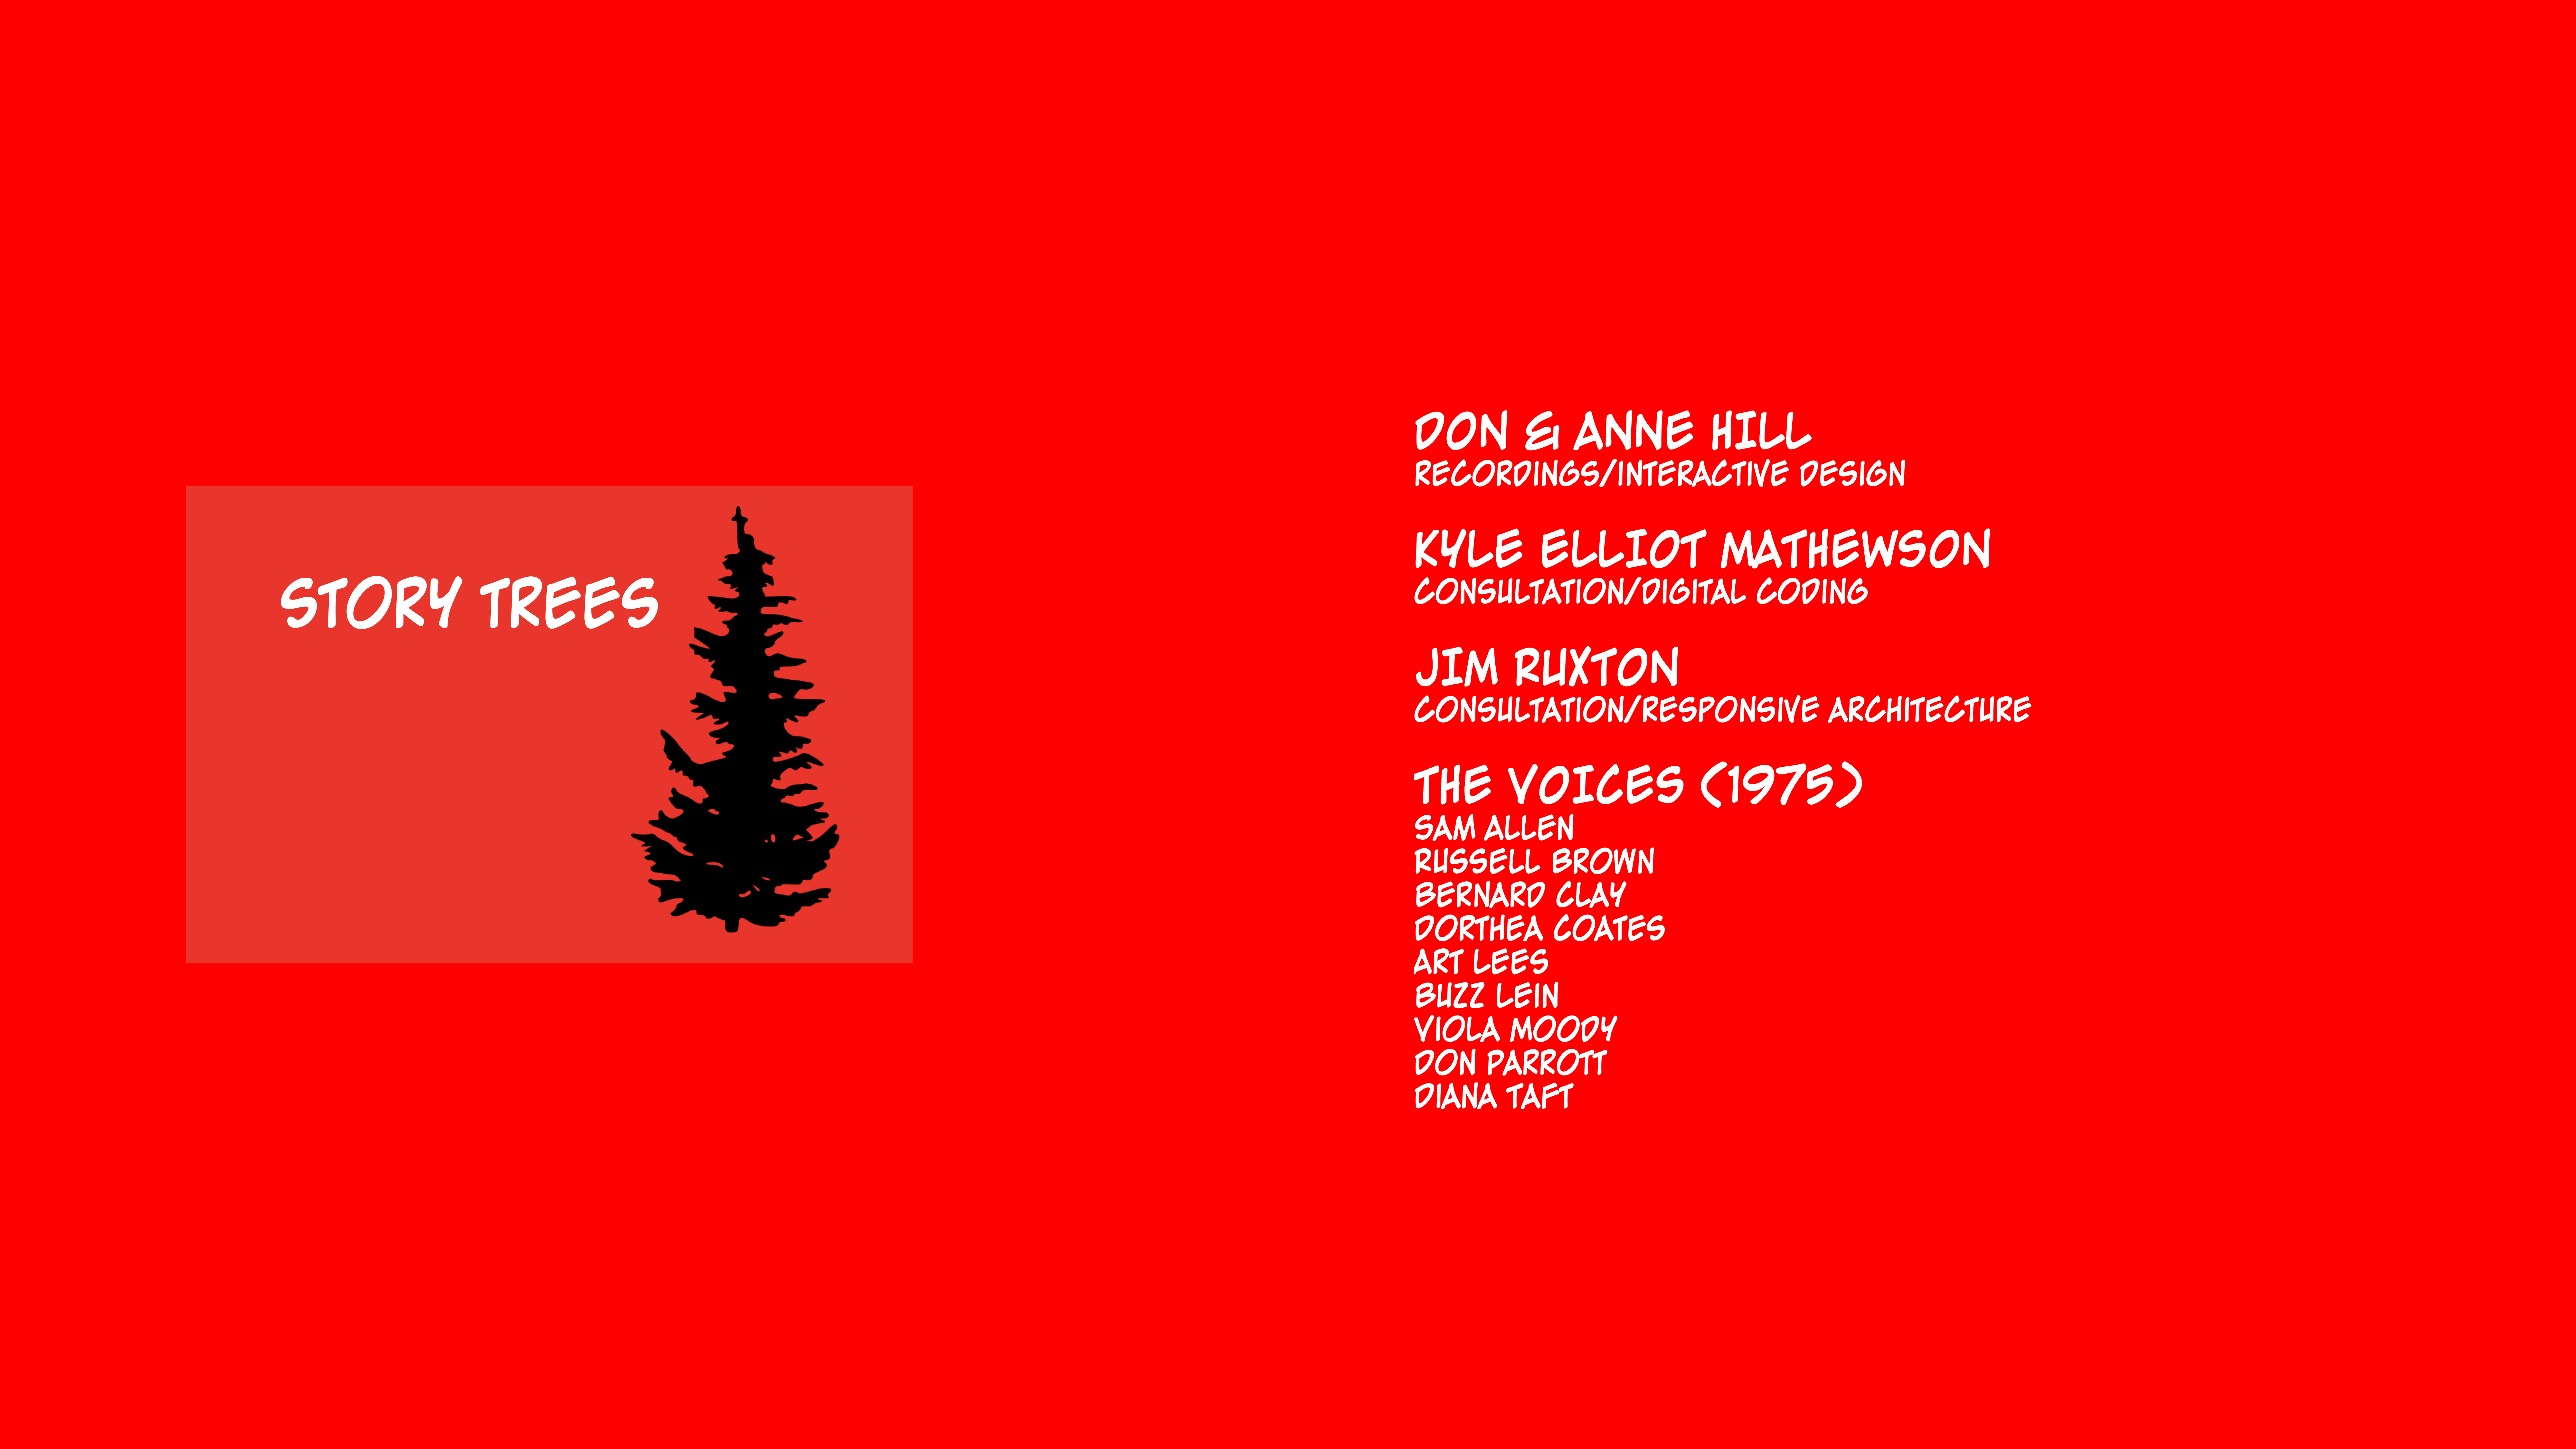 STORY TREES
DON & ANNE HILL
RECORDINGS/INTERACTIVE DESIGN
KYLE ELLIOT MATHEWSON
CONSULTATION/DIGITAL CODING
JIM RUXTON
CONSULTATION/RESPONSIVE ARCHITECTURE
THE VOICES (1975)
SAM ALLEN
RUSSELL BROWN
BERNARD CLAY
DORTHEA COATES
ART LEES
BUZZ LEIN
VIOLA MOODY
DON PARROTT
DIANA TAFT